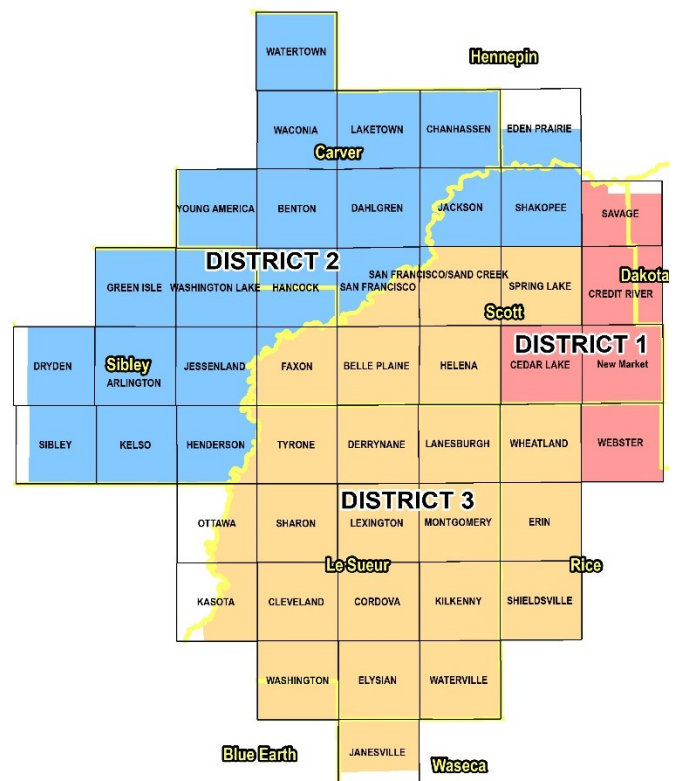 WATERTOWN
Hennepin
WACONIA
LAKETOWN
CHANHASSEN
EDEN PRAIRIE
Carver
YOUNG AMERICA
BENTON
DAHLGREN
JACKSON
SHAKOPEE
SAVAGE
DISTRICT 2
SAN FRANCISCO/SAND CREEK
Dakota
GREEN ISLE
WASHINGTON LAKE
HANCOCK
SAN FRANCISCO
SPRING LAKE
CREDIT RIVER
Scott
DISTRICT 1
DRYDEN
Sibley
ARLINGTON
JESSENLAND
FAXON
BELLE PLAINE
HELENA
CEDAR LAKE
New Market
SIBLEY
KELSO
HENDERSON
TYRONE
DERRYNANE
LANESBURGH
WHEATLAND
WEBSTER
DISTRICT 3
OTTAWA
SHARON
LEXINGTON
MONTGOMERY
ERIN
Le Sueur
Rice
KASOTA
CLEVELAND
CORDOVA
KILKENNY
SHIELDSVILLE
WASHINGTON
ELYSIAN
WATERVILLE
Blue Earth
JANESVILLE
Waseca